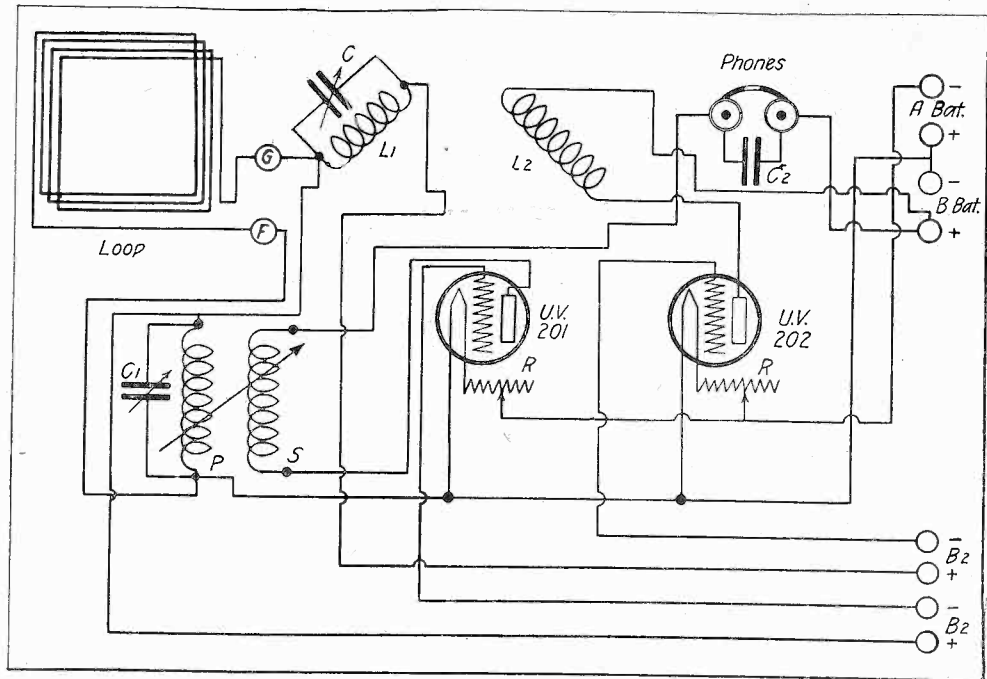 C
Phones
-
A Bat.
+
G
L1
L2
C2
-
B Bat.
F
+
Loop
U.V.
201
U.V.
202
C1
R
R
P
S
-
B2
+
-
B2
+